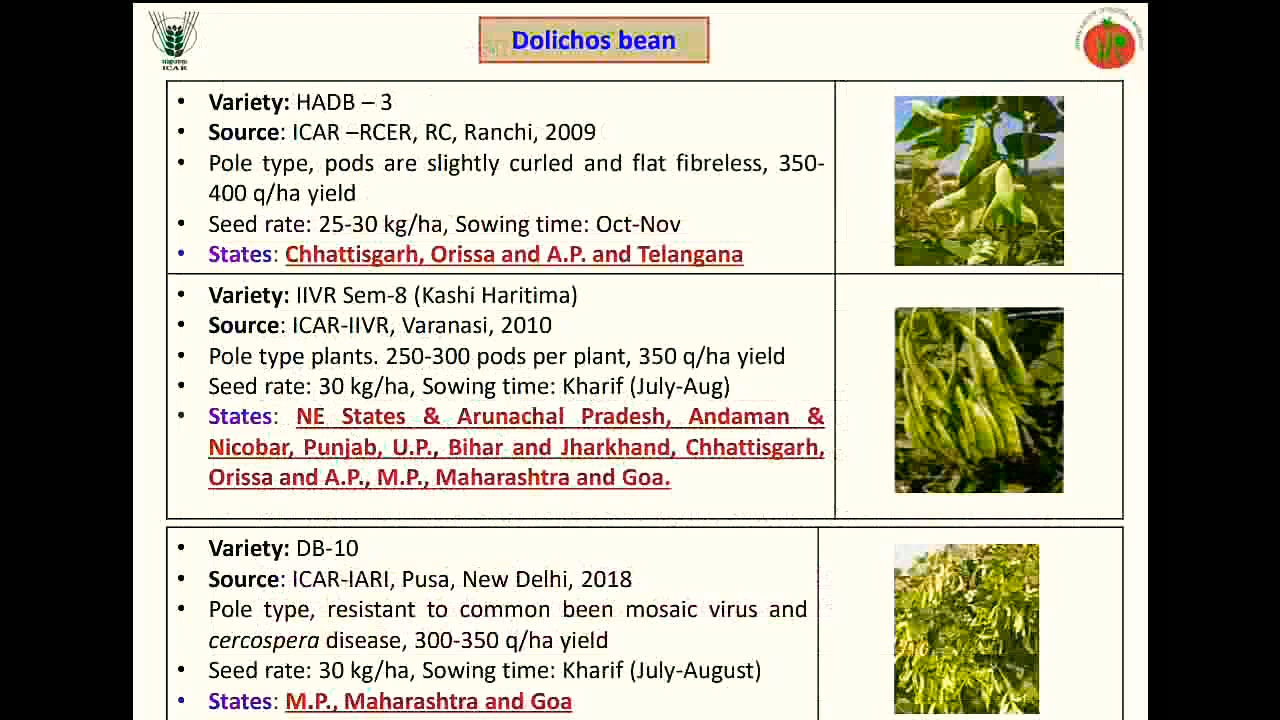 ICAR
Dolichos bean
• Variety: HADB – 3
• Source: ICAR –RCER, RC, Ranchi, 2009
• Pole type, pods are slightly curled and flat fibreless, 350-
400 q/ha yield
• Seed rate: 25-30 kg/ha, Sowing time: Oct-Nov
• States: Chhattisgarh, Orissa and A.P. and Telangana
• Variety: IIVR Sem-8 (Kashi Haritima)
• Source: ICAR-IIVR, Varanasi, 2010
• Pole type plants. 250-300 pods per plant, 350 q/ha yield
• Seed rate: 30 kg/ha, Sowing time: Kharif (July-Aug)
• States: NE States & Arunachal Pradesh, Andaman &
Nicobar, Punjab, U.P., Bihar and Jharkhand, Chhattisgarh,
Orissa and A.P., M.P., Maharashtra and Goa.
• Variety: DB-10
• Source: ICAR-IARI, Pusa, New Delhi, 2018
• Pole type, resistant to common been mosaic virus and
cercospera disease, 300-350 q/ha yield
• Seed rate: 30 kg/ha, Sowing time: Kharif (July-August)
• States: M.P., Maharashtra and Goa